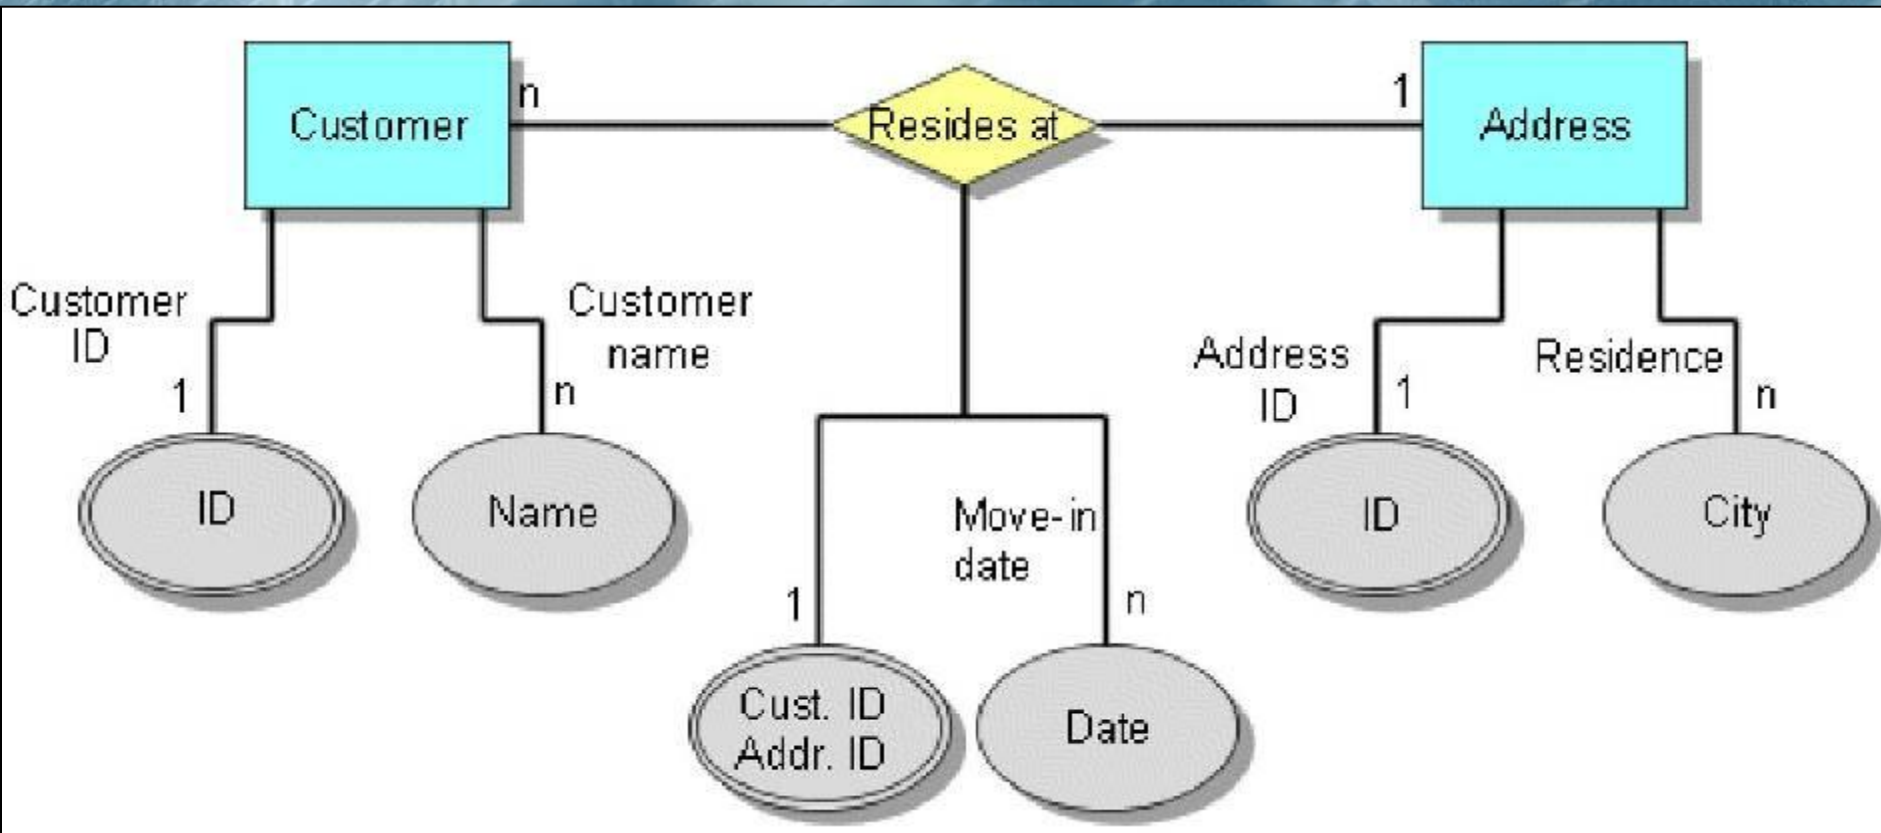 Customer
n
Resides at
1
Address
Customer
ID
1
Customer
name
n
Address
ID
1
Residence
n
ID
Name
Move-in
date
1
n
ID
City
Cust. ID
Addr. ID
Date